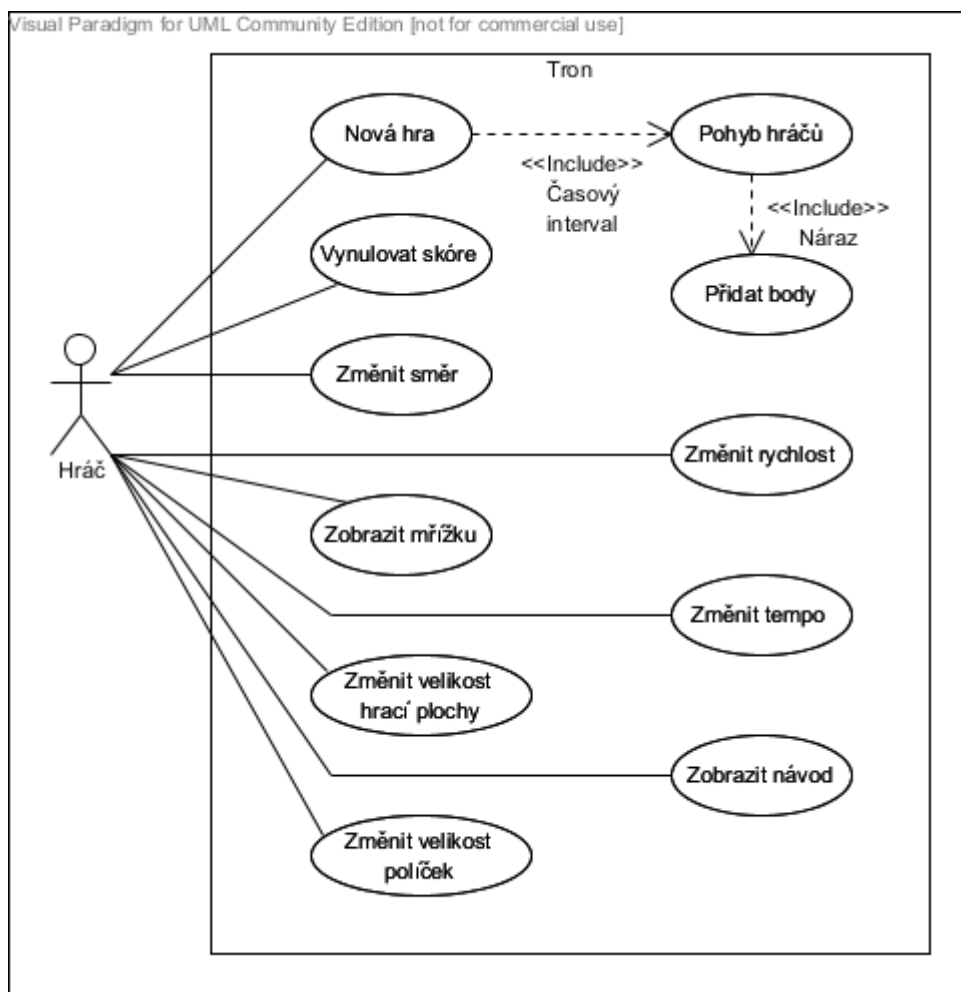 Visual Paradigm for UML Community Edition [not for commercial use]
Tron
Nová hra
Pohyb hráčů
<<Include>>
Časový
interval
<<Include>>
Náraz
Vynulovat skóre
Přidat body
Změnit směr
Hráč
Změnit rychlost
Zobrazit mřížku
Změnit tempo
Změnit velikost
hrací plochy
Zobrazit návod
Změnit velikost
políček